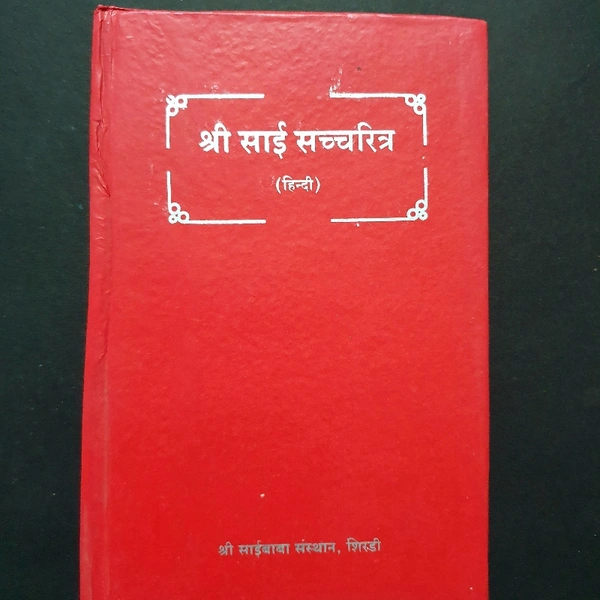 श्री साई सच्चरित्र
(हिन्दी)
श्री साईबाबा संस्थान, शिरडी